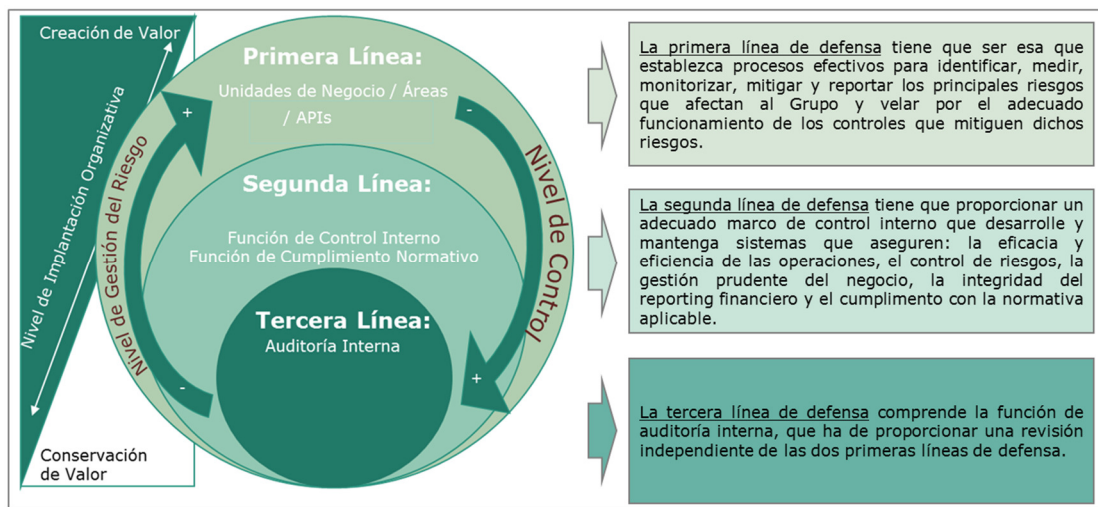 Creación de Valor
Nivel de Implantación Organizativa
Conservación
de Valor
Nivel de Gestión del Riesgo
+
-
Primera Línea:
Unidades de Negocio / Áreas
/ APIs
Segunda Línea:
Función de Control Interno
Función de Cumplimiento Normativo
Tercera Línea:
Auditoría Interna
-
Nivel de Control
+
La primera línea de defensa tiene que ser esa que
establezca procesos efectivos para identificar, medir,
monitorizar, mitigar y reportar los principales riesgos
que afectan al Grupo y velar por el adecuado
funcionamiento de los controles que mitiguen dichos
riesgos.
La segunda línea de defensa tiene que proporcionar un
adecuado marco de control interno que desarrolle y
mantenga sistemas que aseguren: la eficacia y
eficiencia de las operaciones, el control de riesgos, la
gestión prudente del negocio, la integridad del
reporting financiero y el cumplimento con la normativa
aplicable.
La tercera línea de defensa comprende la función de
auditoría interna, que ha de proporcionar una revisión
independiente de las dos primeras líneas de defensa.